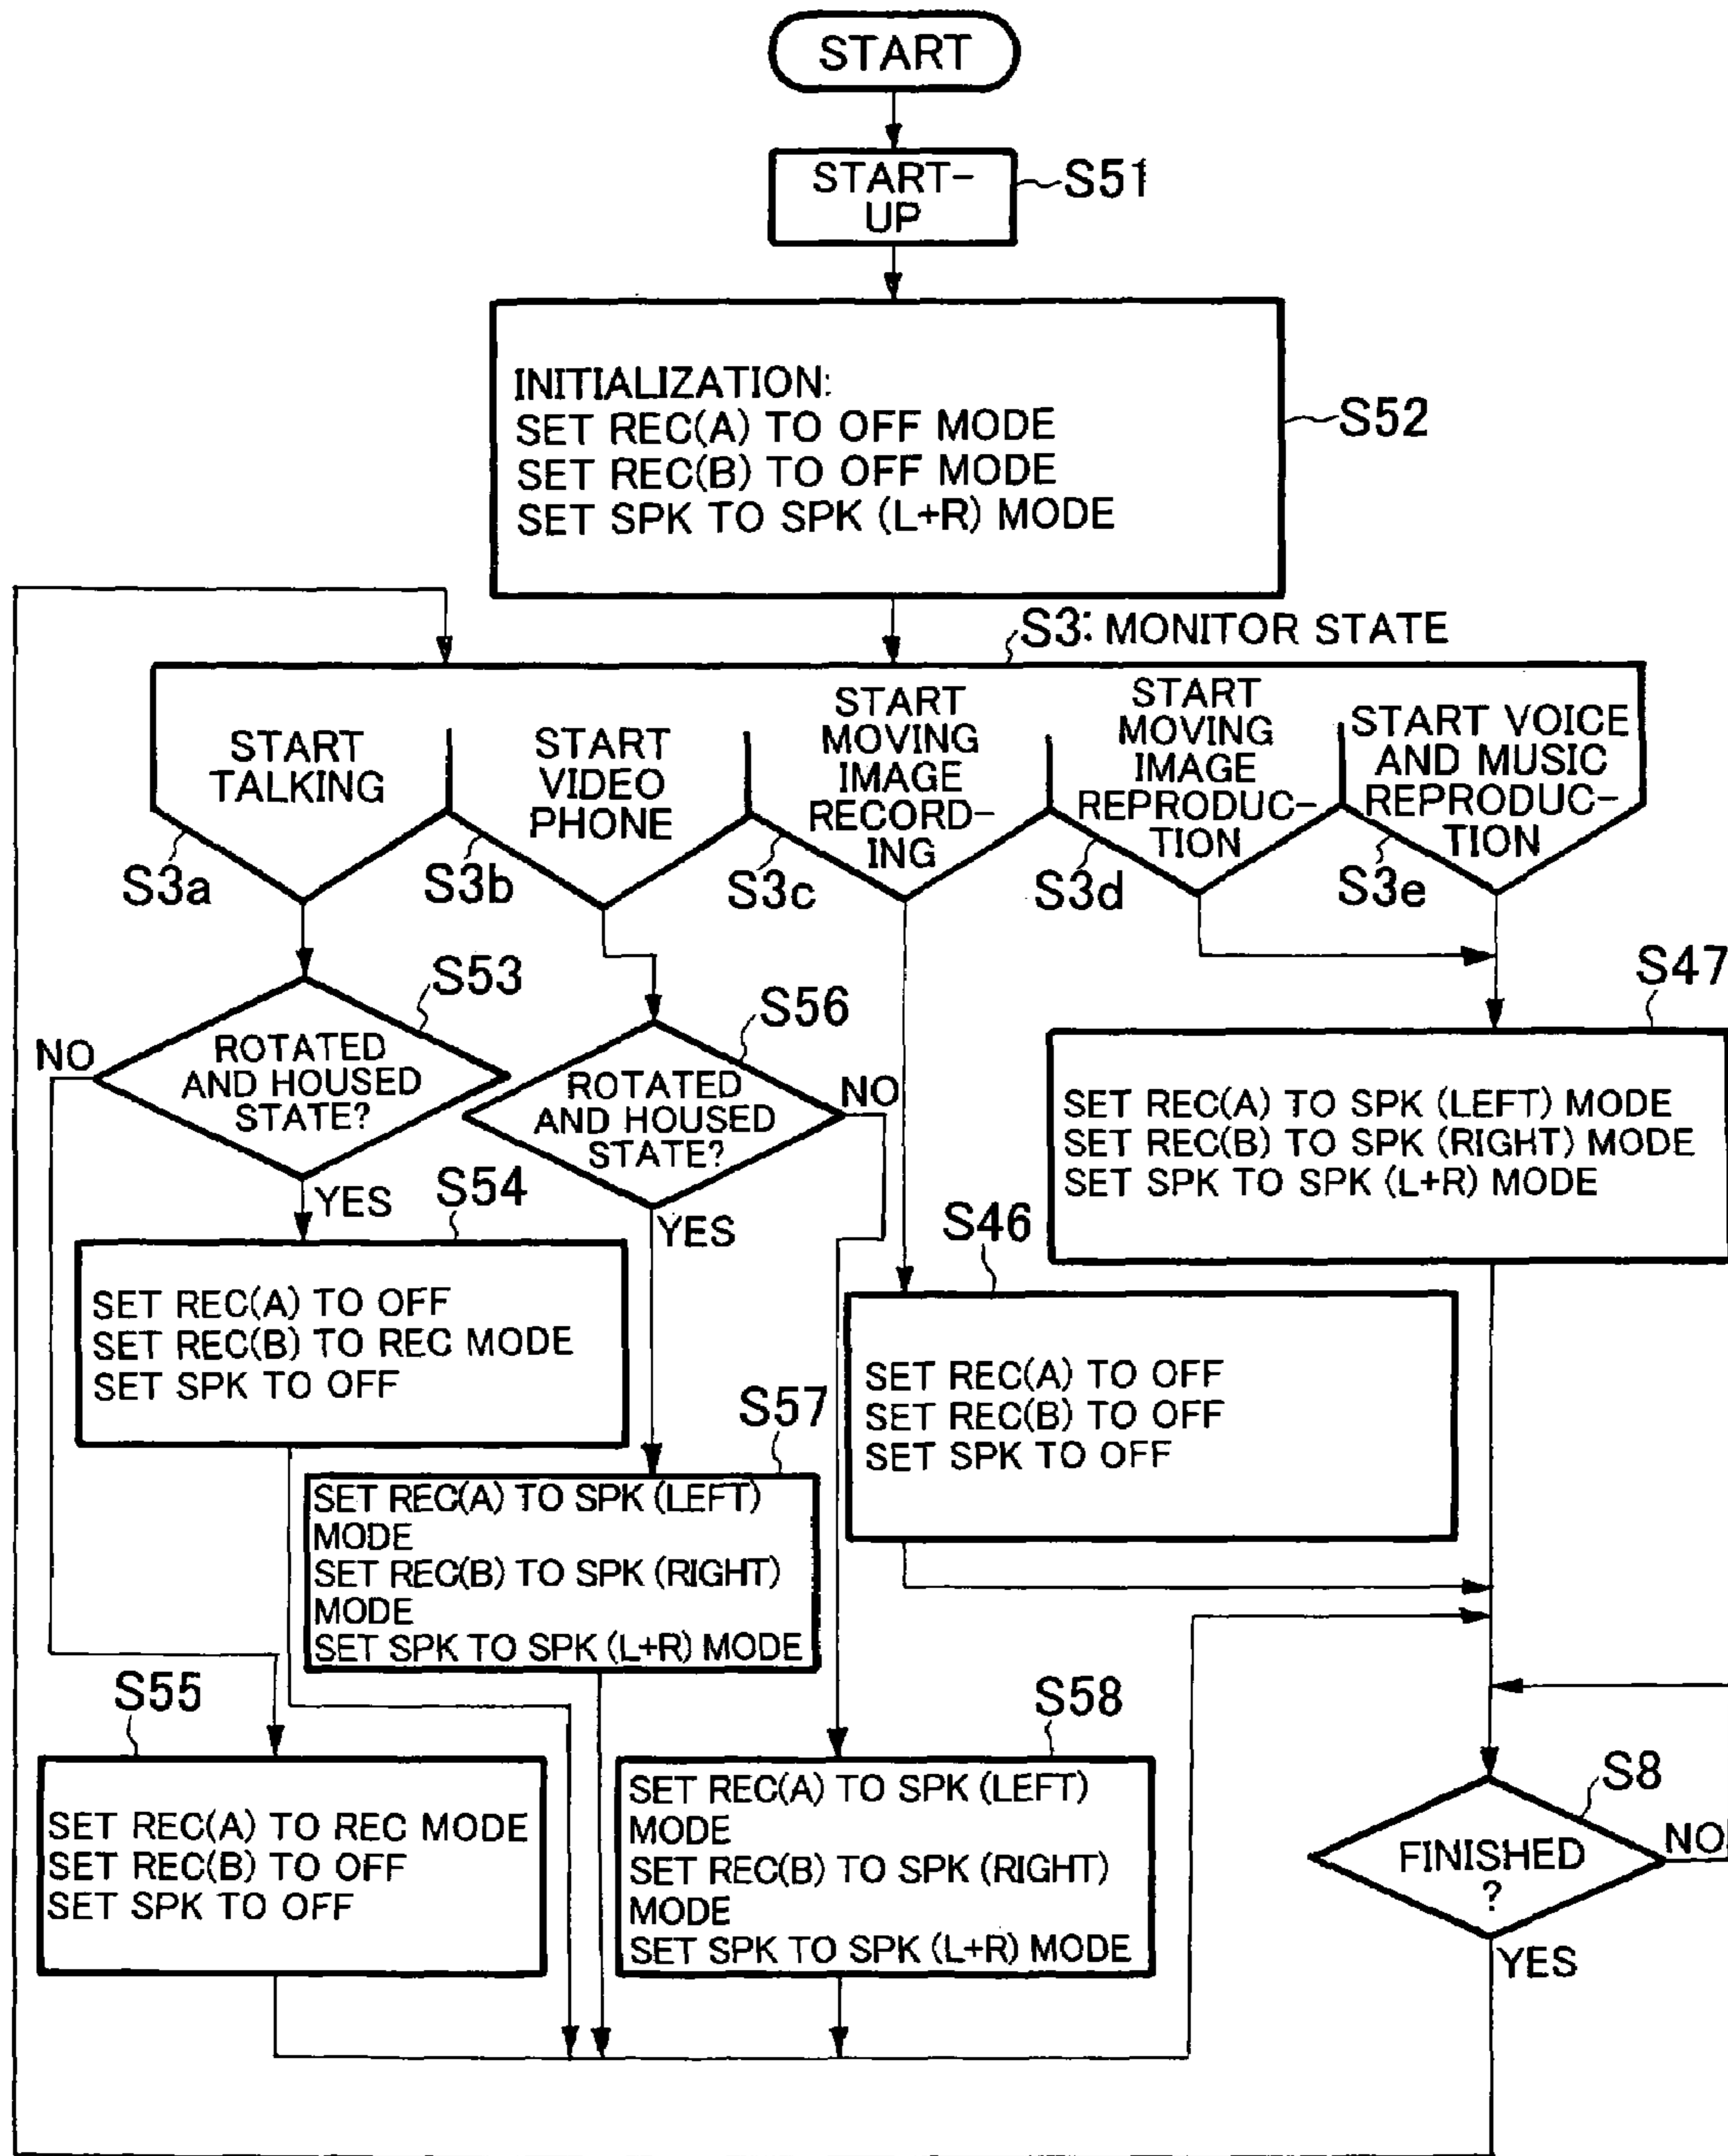 START
START-
UP
S51
INITIALIZATION:
SET REC(A) TO OFF MODE
SET REC(B) TO OFF MODE
SET SPK TO SPK (L+R) MODE
S52
S3: MONITOR STATE
START
TALKING
S3a
START
VIDEO
PHONE
S3b
START
MOVING
IMAGE
RECORD-
ING
S3c
START
MOVING
IMAGE
REPRODUC-
TION
S3d
START VOICE
AND MUSIC
REPRODUC-
TION
S3e
S53
NO
ROTATED
AND HOUSED
STATE?
YES
S56
ROTATED
AND HOUSED
STATE?
NO
YES
S47
SET REC(A) TO SPK (LEFT) MODE
SET REC(B) TO SPK (RIGHT) MODE
SET SPK TO SPK (L+R) MODE
S54
SET REC(A) TO OFF
SET REC(B) TO REC MODE
SET SPK TO OFF
S46
SET REC(A) TO OFF
SET REC(B) TO OFF
SET SPK TO OFF
S57
SET REC(A) TO SPK (LEFT)
MODE
SET REC(B) TO SPK (RIGHT)
MODE
SET SPK TO SPK (L+R) MODE
S55
SET REC(A) TO REC MODE
SET REC(B) TO OFF
SET SPK TO OFF
S58
SET REC(A) TO SPK (LEFT)
MODE
SET REC(B) TO SPK (RIGHT)
MODE
SET SPK TO SPK (L+R) MODE
S8
FINISHED
?
NO
YES